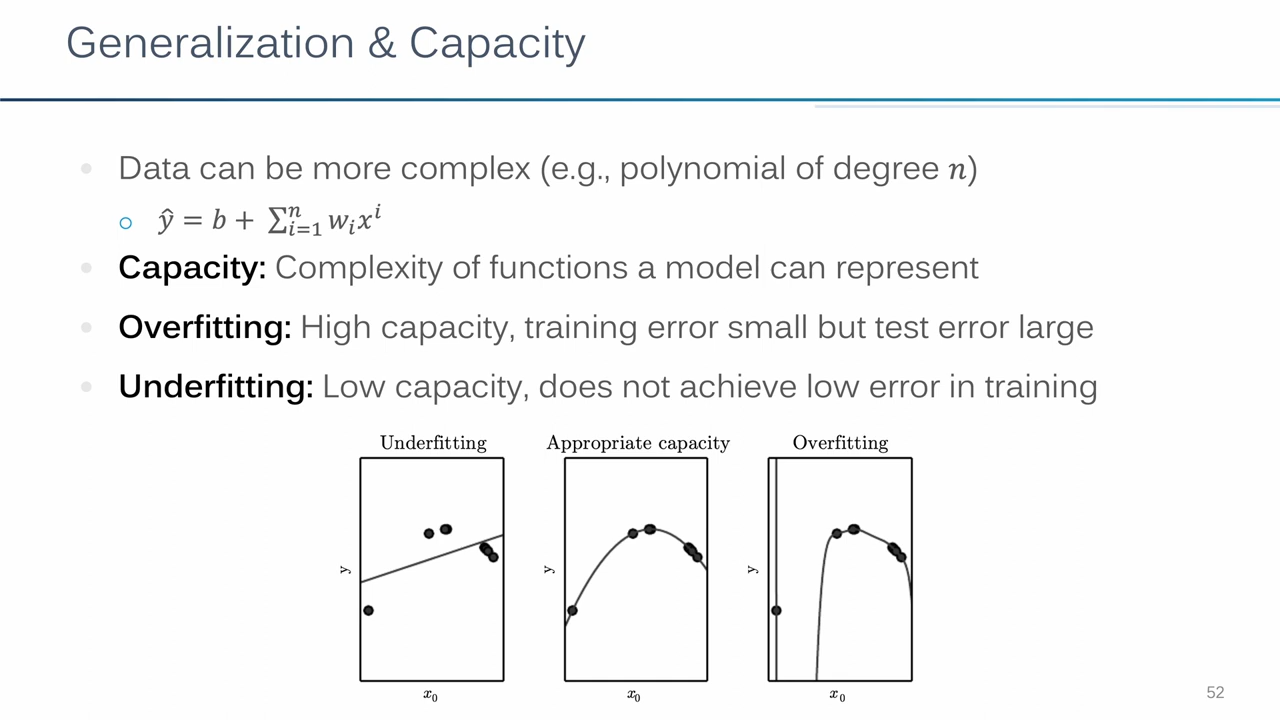 Generalization & Capacity
Data can be more complex (e.g., polynomial of degree n)
ŷ = b + ∑ⁿᵢ₌₁ wᵢxⁱ
Capacity: Complexity of functions a model can represent
Overfitting: High capacity, training error small but test error large
Underfitting: Low capacity, does not achieve low error in training
Underfitting Appropriate capacity Overfitting
y y y
x₀ x₀ x₀
52